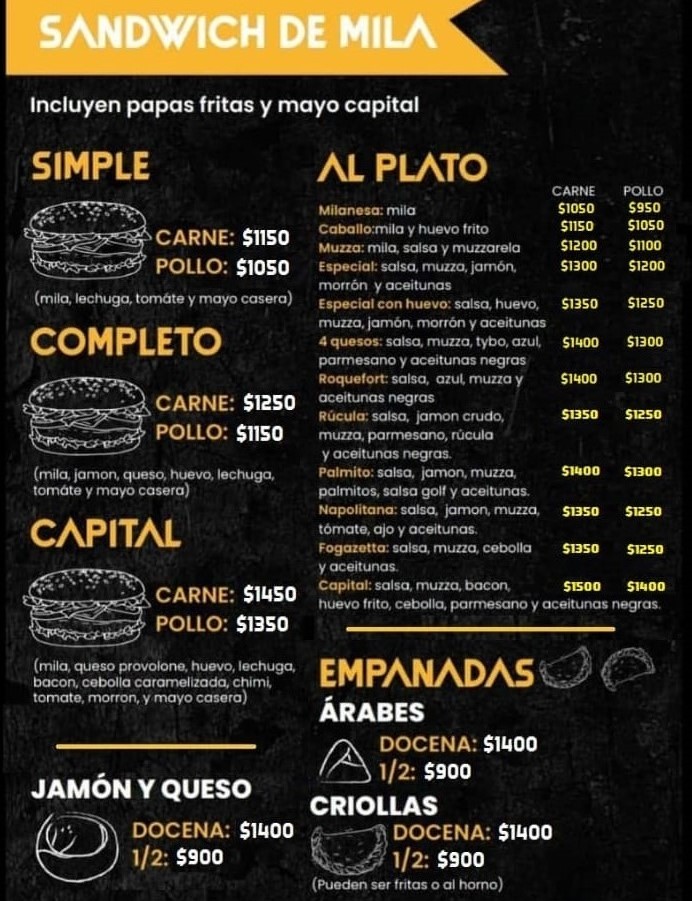 SANDWICH DE MILA
Incluyen papas fritas y mayo capital
SIMPLE
CARNE: $1150
POLLO: $1050
(mila, lechuga, tomáte y mayo casera)
COMPLETO
CARNE: $1250
POLLO: $1150
(mila, jamon, queso, huevo, lechuga,
tomáte y mayo casera)
CAPITAL
CARNE: $1450
POLLO: $1350
(mila, queso provolone, huevo, lechuga,
bacon, cebolla caramelizada, chimi,
tomate, morron, y mayo casera)
JAMÓN Y QUESO
DOCENA: $1400
1/2: $900
AL PLATO
CARNE POLLO
Milanesa: mila $1050 $950
Caballo:mila y huevo frito $1150 $1050
Muzza: mila, salsa y muzzarela $1200 $1100
Especial: salsa, muzza, jamón, $1300 $1200
morrón y aceitunas
Especial con huevo: salsa, huevo, $1350 $1250
muzza, jamón, morrón y aceitunas
4 quesos: salsa, muzza, tybo, azul, $1400 $1300
parmesano y aceitunas negras
Roquefort: salsa, azul, muzza y $1400 $1300
aceitunas negras
Rúcula: salsa, jamon crudo, $1350 $1250
muzza, parmesano, rúcula
y aceitunas negras.
Palmito: salsa, jamon, muzza, $1400 $1300
palmitos, salsa golf y aceitunas.
Napolitana: salsa, jamon, muzza, $1350 $1250
tómate, ajo y aceitunas.
Fogazetta: salsa, muzza, cebolla $1350 $1250
y aceitunas.
Capital: salsa, muzza, bacon, $1500 $1400
huevo frito, cebolla, parmesano y aceitunas negras.
EMPANADAS
ÁRABES
DOCENA: $1400
1/2: $900
CRIOLLAS
DOCENA: $1400
1/2: $900
(Pueden ser fritas o al horno)